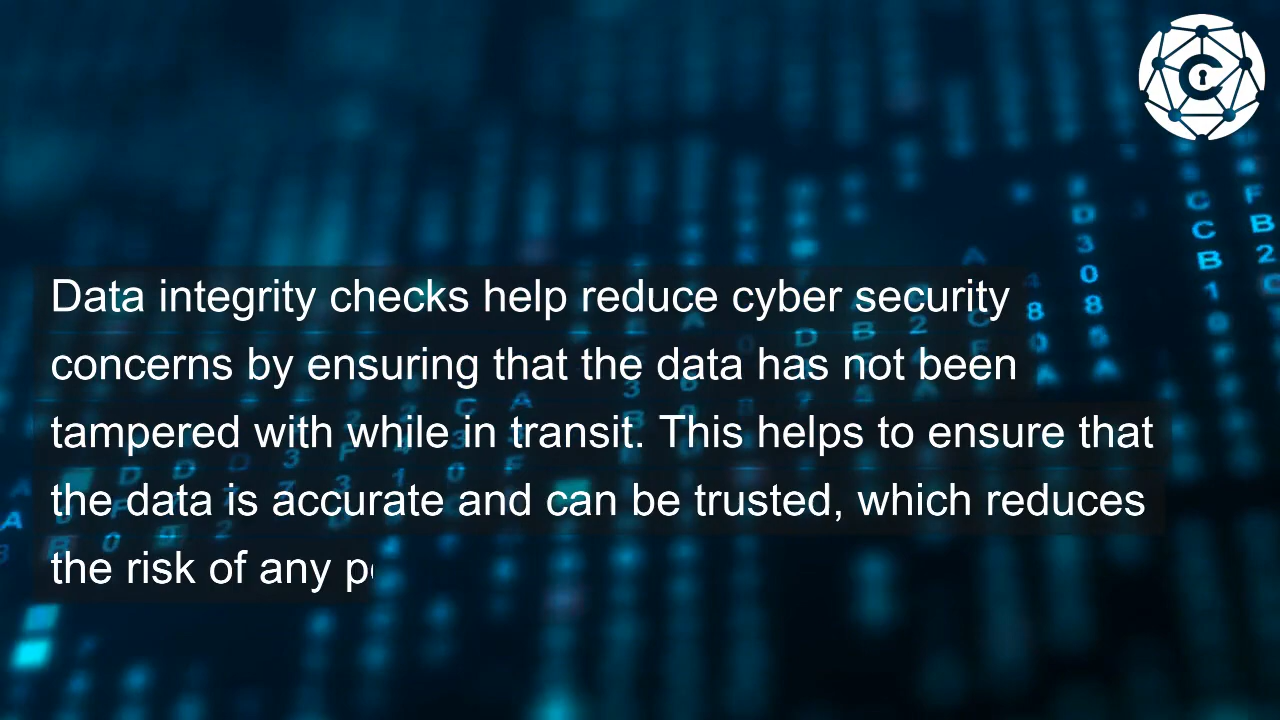 Data integrity checks help reduce cyber security
concerns by ensuring that the data has not been
tampered with while in transit. This helps to ensure that
the data is accurate and can be trusted, which reduces
the risk of any